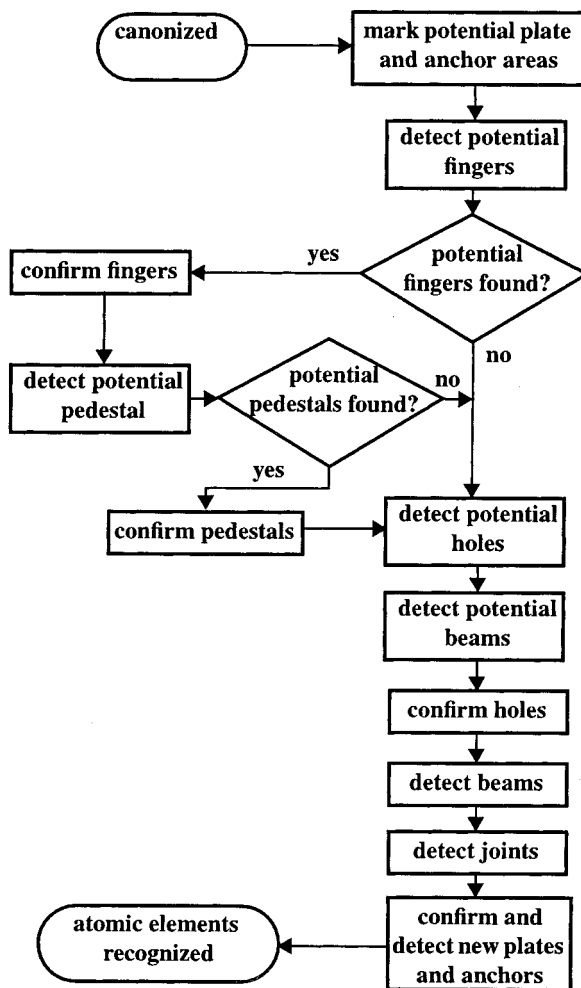 canonized
mark potential plate
and anchor areas
detect potential
fingers
potential
fingers found?
yes
no
confirm fingers
detect potential
pedestal
potential
pedestals found?
no
yes
confirm pedestals
detect potential
holes
detect potential
beams
confirm holes
detect beams
detect joints
confirm and
detect new plates
and anchors
atomic elements
recognized